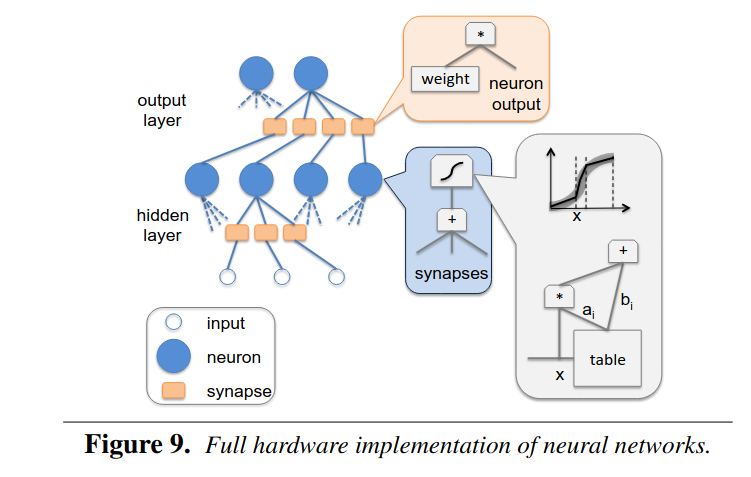 *
weight
neuron
output
output
layer
hidden
layer
+
synapses
x
+
*
a_i
b_i
table
x
input
neuron
synapse
Figure 9. Full hardware implementation of neural networks.